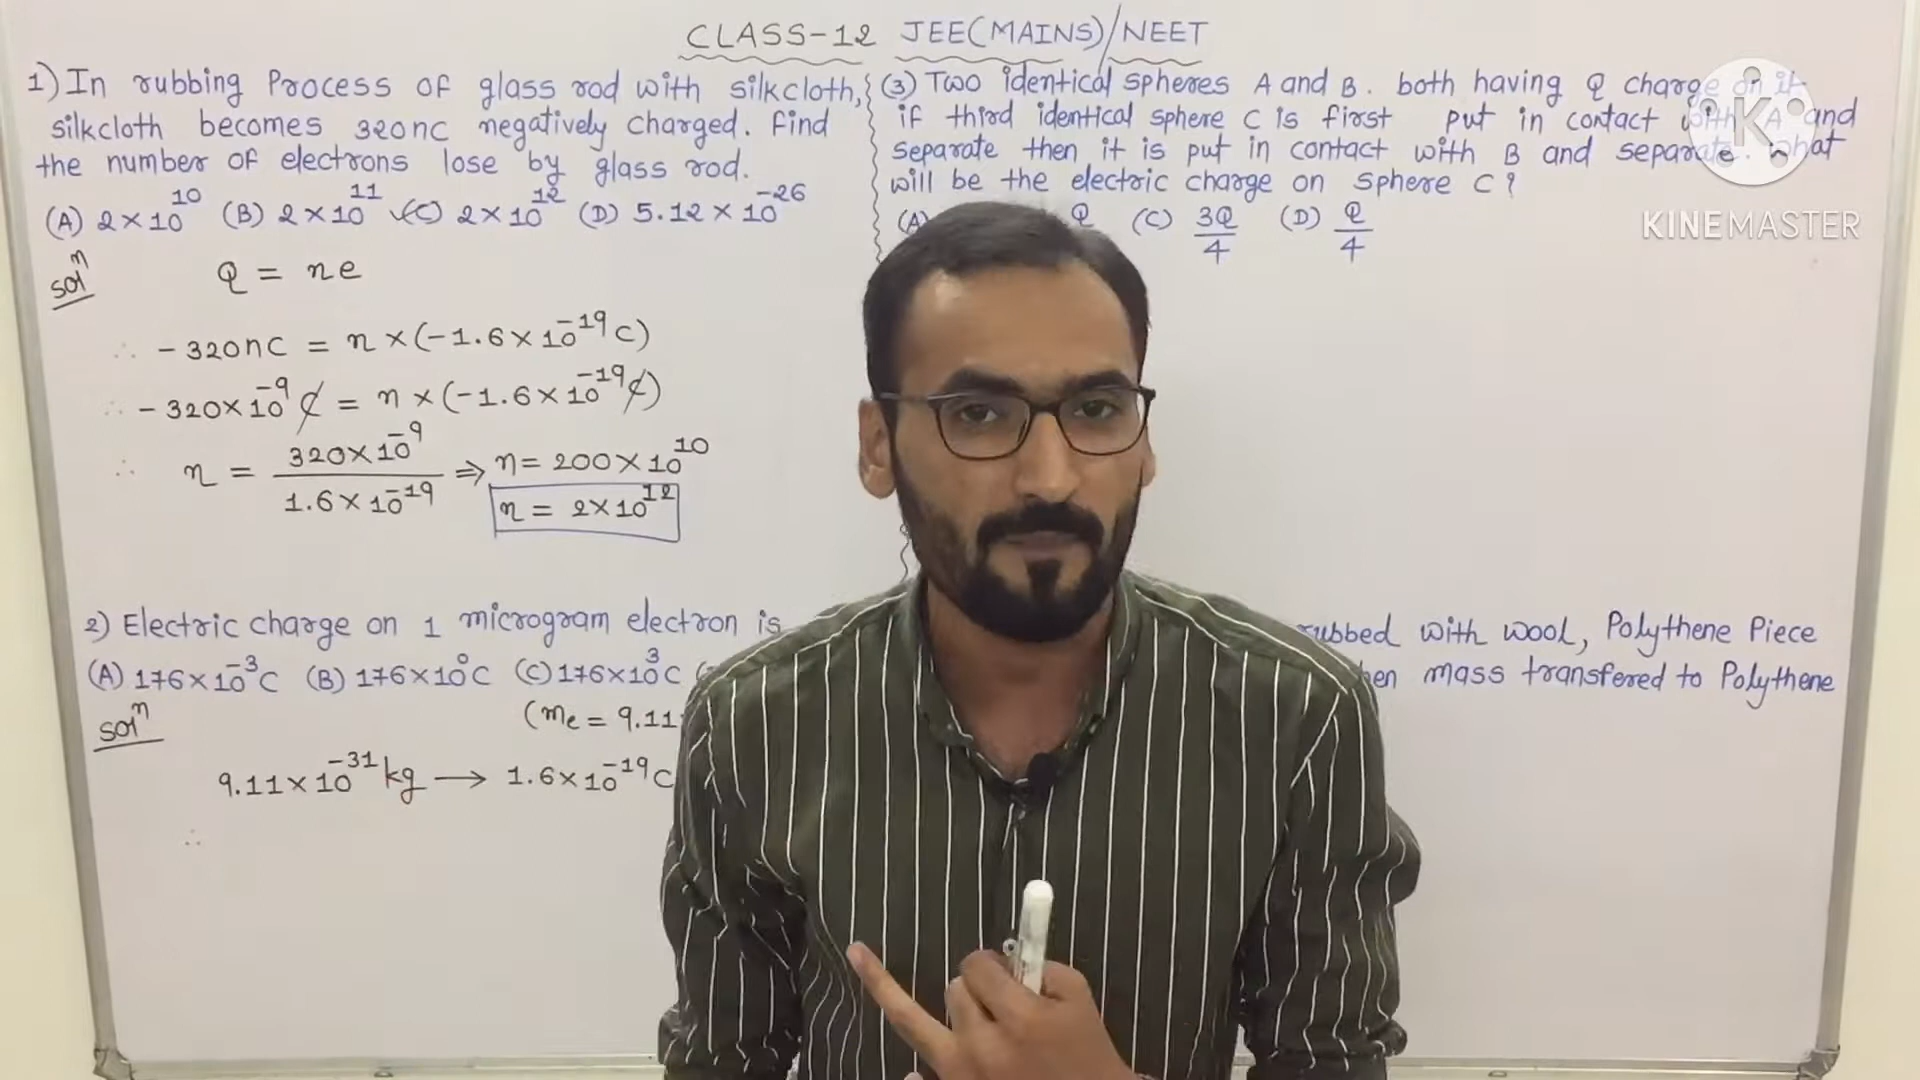 CLASS-12 JEE(MAINS)/NEET
1) In rubbing Process of glass rod with silkcloth,
silkcloth becomes 320nC negatively charged. Find
the number of electrons lose by glass rod.
(A) 2×10^10 (B) 2×10^11 ✓(C) 2×10^12 (D) 5.12×10^-26
Sol^n
Q = ne
∴ -320nC = n×(-1.6×10^-19 C)
∴ -320×10^-9 C = n×(-1.6×10^-19 C)
∴ n = 320×10^-9 / 1.6×10^-19 ⇒ n = 200×10^10
n = 2×10^12
2) Electric charge on 1 microgram electron is
(A) 176×10^-3 C (B) 176×10^0 C (C) 176×10^3 C (
(me = 9.11
Sol^n
9.11×10^-31 kg → 1.6×10^-19 C
∴
(3) Two identical spheres A and B. both having Q charge on it
if third identical sphere C is first put in contact with A and
separate then it is put in contact with B and separate. what
will be the electric charge on sphere C?
(A Q (C) 3Q/4 (D) Q/4
rubbed with wool, Polythene Piece
mass transfered to Polythene
K
KINEMASTER